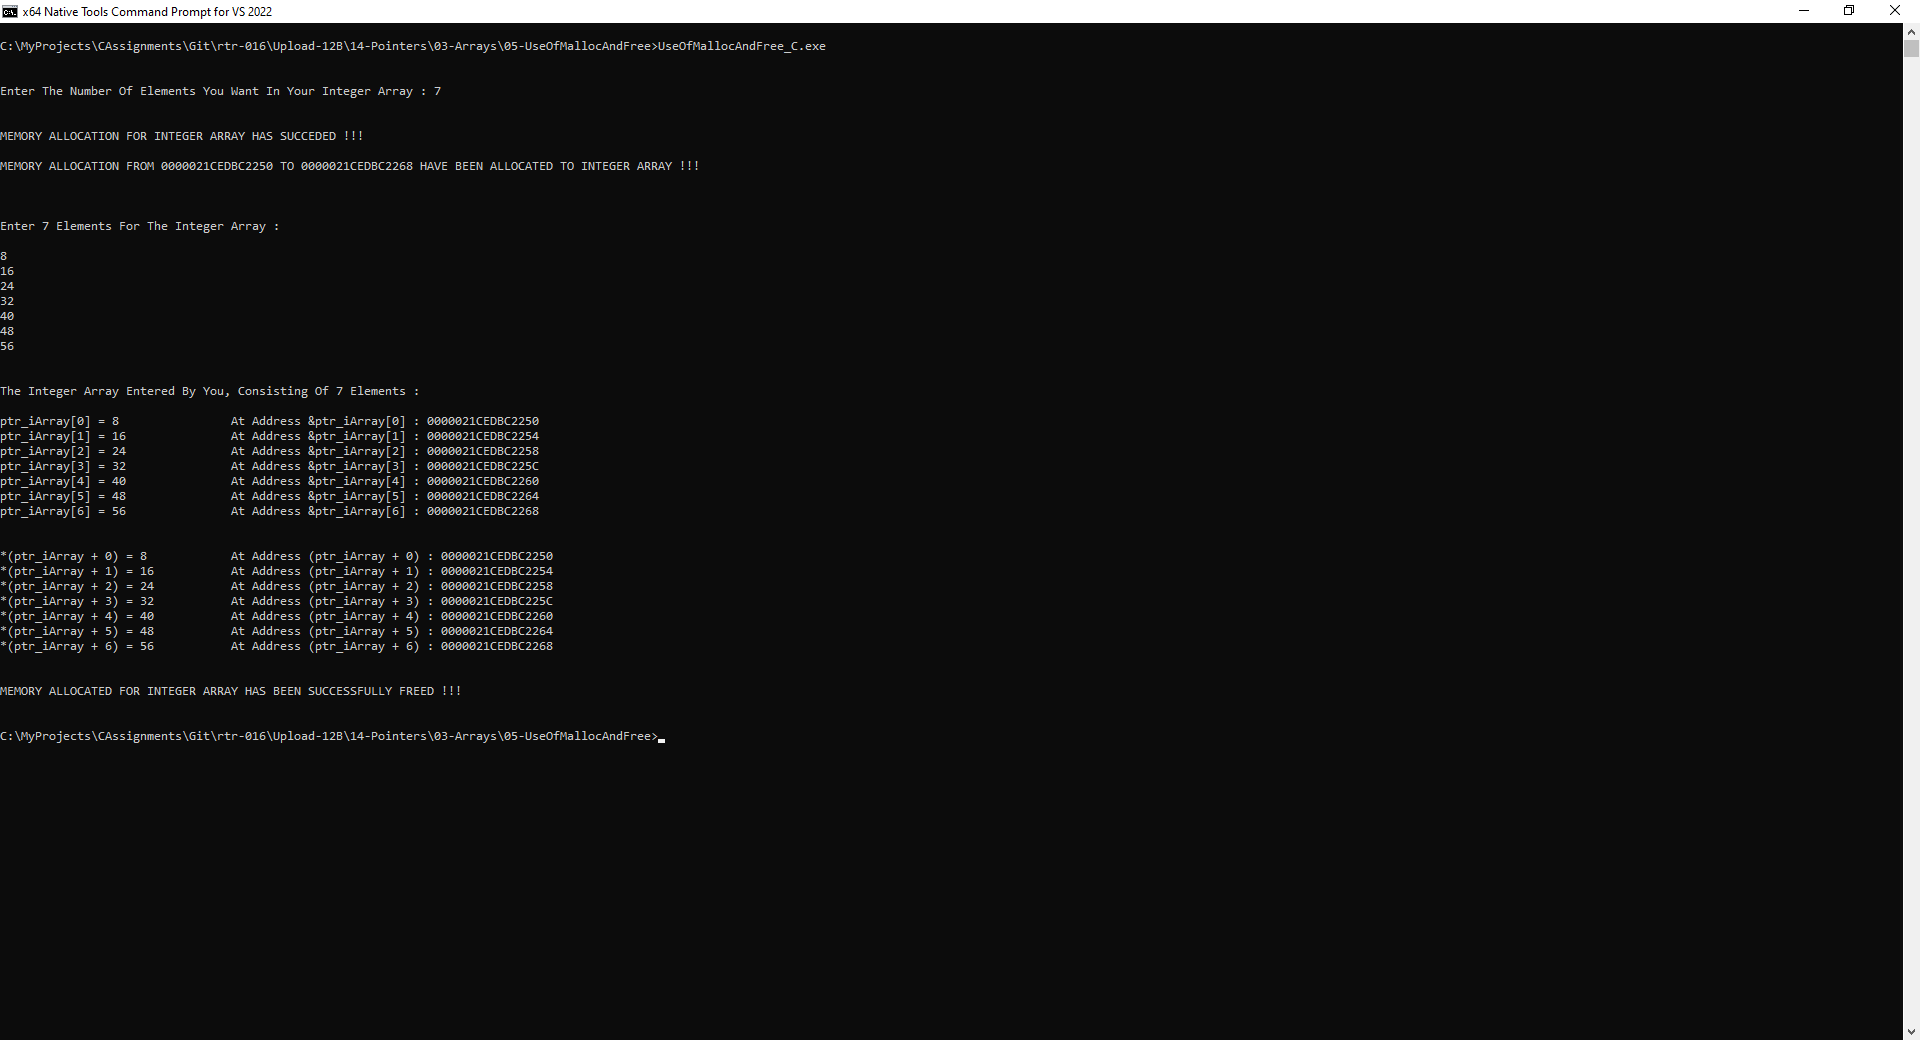 x64 Native Tools Command Prompt for VS 2022
C:\MyProjects\CAssignments\Git\rtr-016\Upload-12B\14-Pointers\03-Arrays\05-UseOfMallocAndFree>UseOfMallocAndFree_C.exe
Enter The Number Of Elements You Want In Your Integer Array : 7
MEMORY ALLOCATION FOR INTEGER ARRAY HAS SUCCEDED !!!
MEMORY ALLOCATION FROM 0000021CEDBC2250 TO 0000021CEDBC2268 HAVE BEEN ALLOCATED TO INTEGER ARRAY !!!
Enter 7 Elements For The Integer Array :
8
16
24
32
40
48
56
The Integer Array Entered By You, Consisting Of 7 Elements :
ptr_iArray[0] = 8 At Address &ptr_iArray[0] : 0000021CEDBC2250
ptr_iArray[1] = 16 At Address &ptr_iArray[1] : 0000021CEDBC2254
ptr_iArray[2] = 24 At Address &ptr_iArray[2] : 0000021CEDBC2258
ptr_iArray[3] = 32 At Address &ptr_iArray[3] : 0000021CEDBC225C
ptr_iArray[4] = 40 At Address &ptr_iArray[4] : 0000021CEDBC2260
ptr_iArray[5] = 48 At Address &ptr_iArray[5] : 0000021CEDBC2264
ptr_iArray[6] = 56 At Address &ptr_iArray[6] : 0000021CEDBC2268
*(ptr_iArray + 0) = 8 At Address (ptr_iArray + 0) : 0000021CEDBC2250
*(ptr_iArray + 1) = 16 At Address (ptr_iArray + 1) : 0000021CEDBC2254
*(ptr_iArray + 2) = 24 At Address (ptr_iArray + 2) : 0000021CEDBC2258
*(ptr_iArray + 3) = 32 At Address (ptr_iArray + 3) : 0000021CEDBC225C
*(ptr_iArray + 4) = 40 At Address (ptr_iArray + 4) : 0000021CEDBC2260
*(ptr_iArray + 5) = 48 At Address (ptr_iArray + 5) : 0000021CEDBC2264
*(ptr_iArray + 6) = 56 At Address (ptr_iArray + 6) : 0000021CEDBC2268
MEMORY ALLOCATED FOR INTEGER ARRAY HAS BEEN SUCCESSFULLY FREED !!!
C:\MyProjects\CAssignments\Git\rtr-016\Upload-12B\14-Pointers\03-Arrays\05-UseOfMallocAndFree>